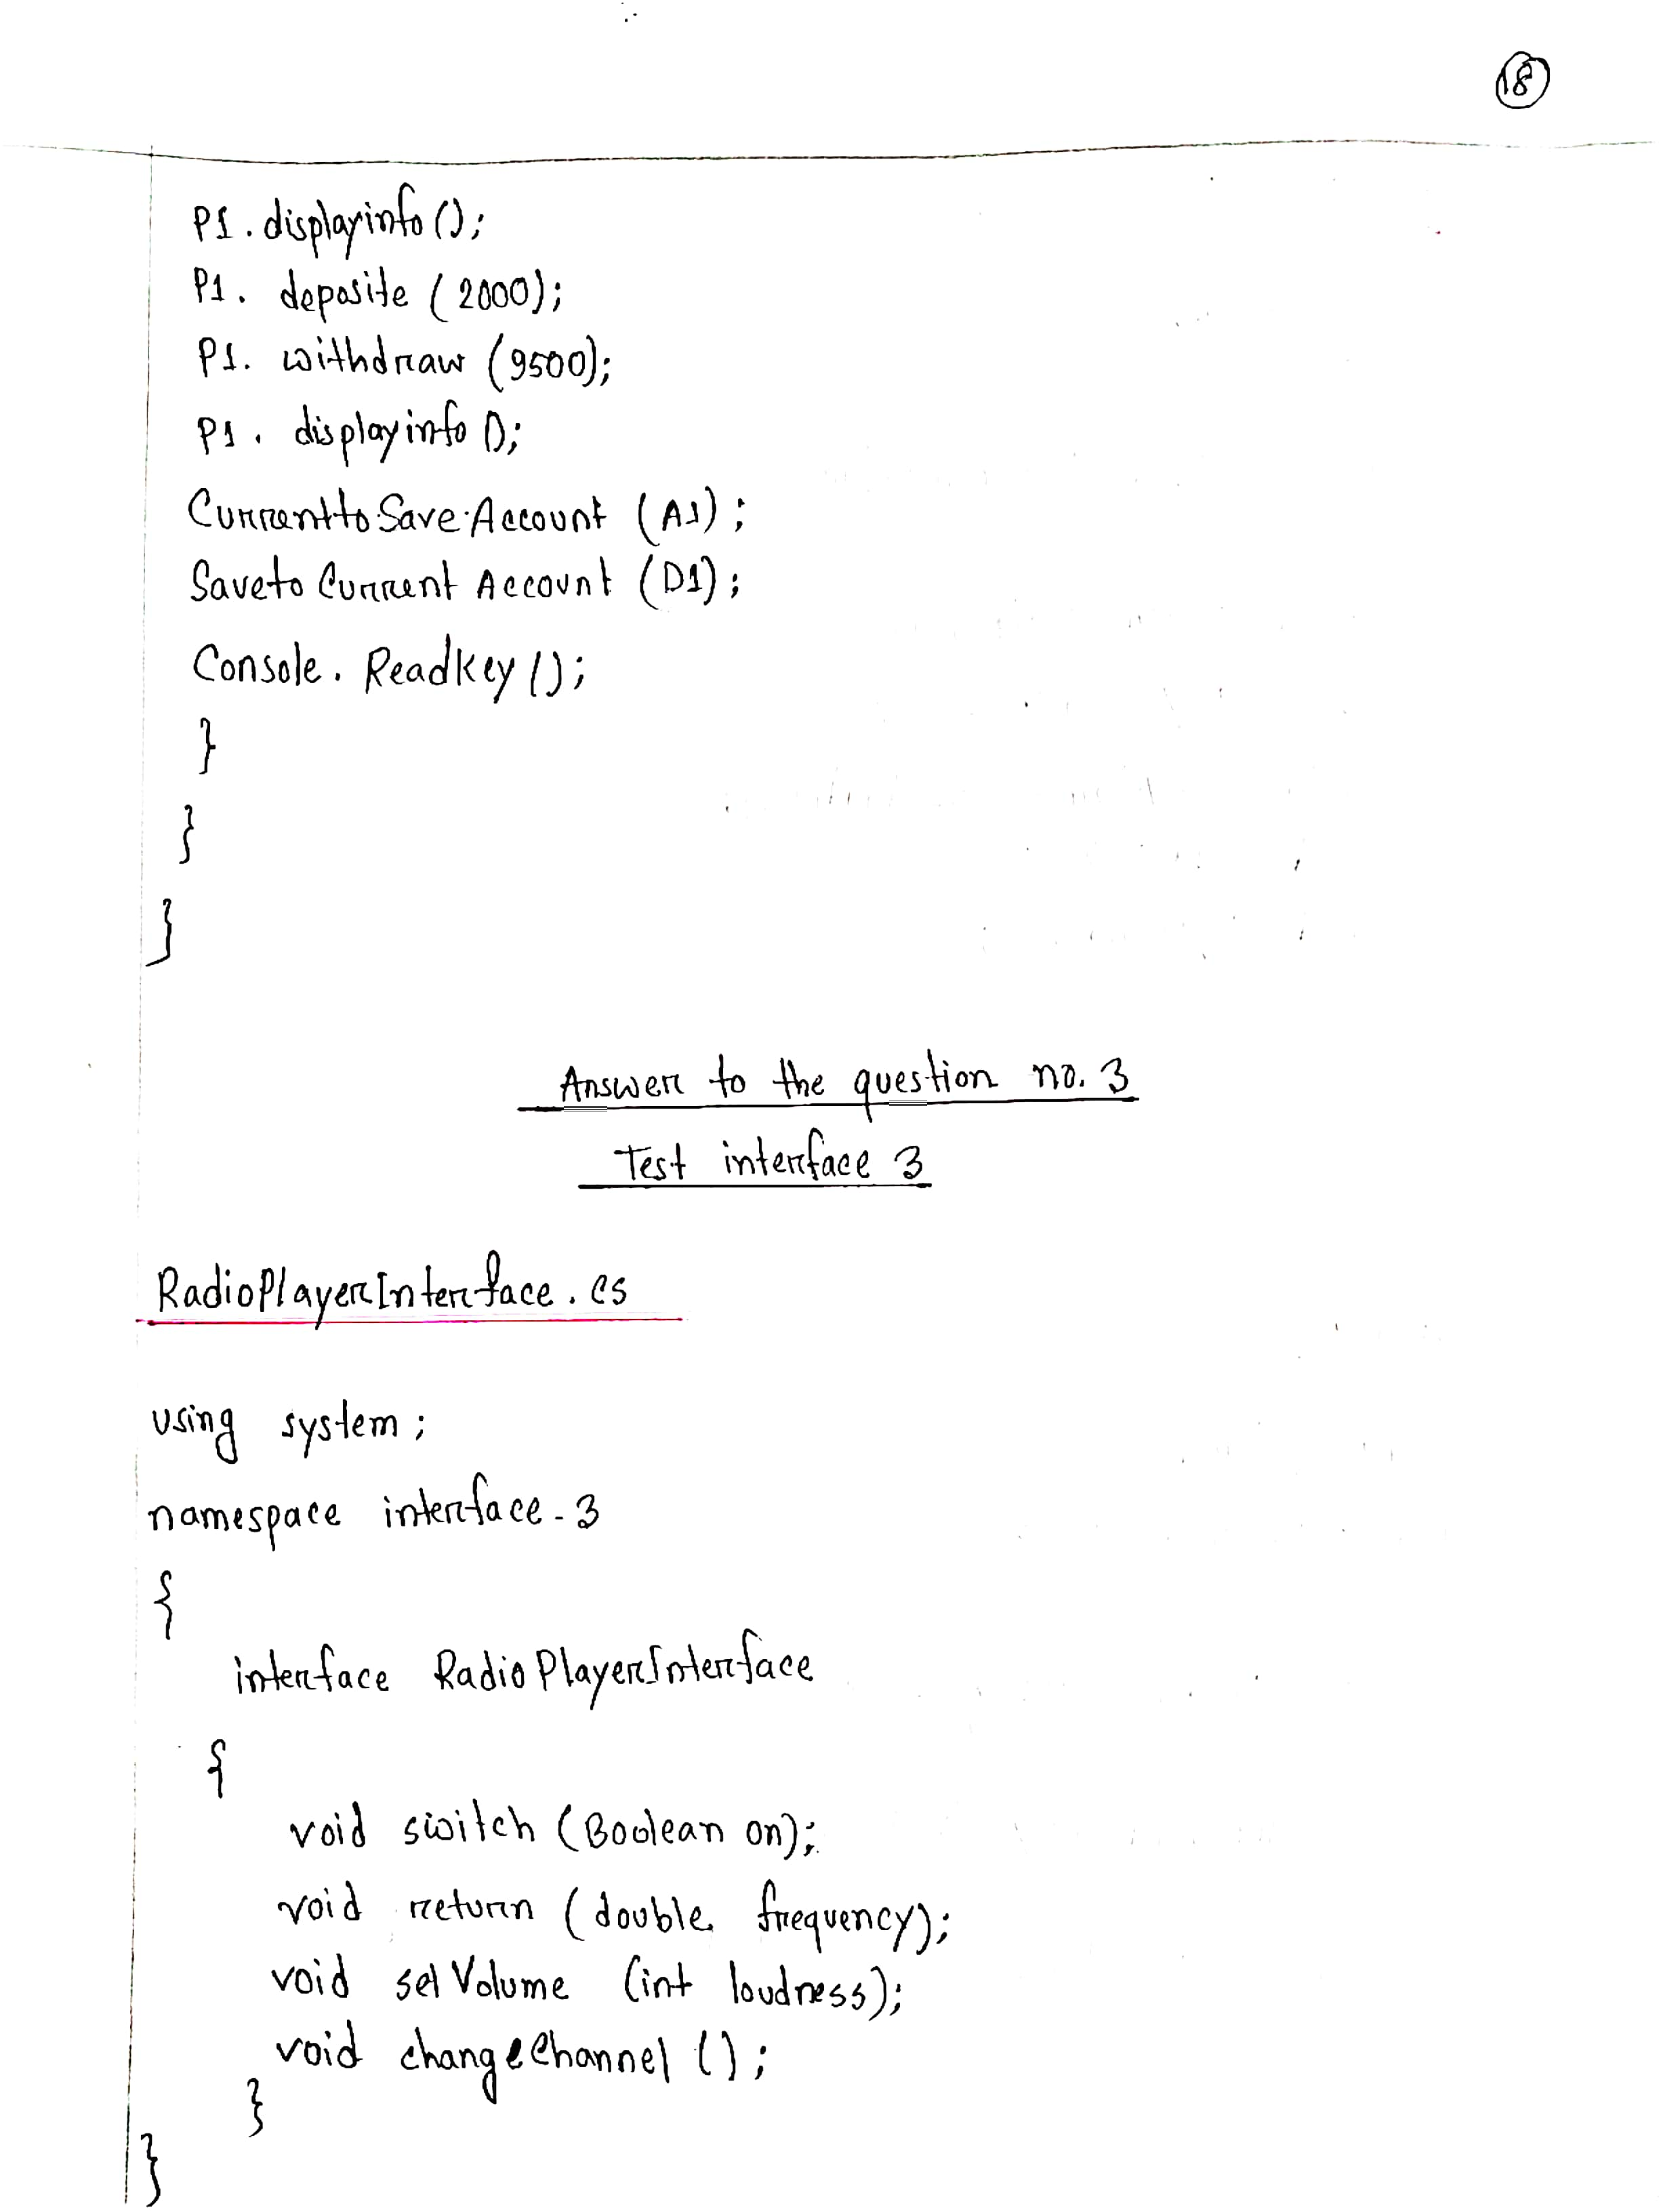 18
P1. displayinfo ();
P1. deposite (2000);
P1. withdraw (9500);
P1. displayinfo ();
CurrenttoSaveAccount (A1);
Saveto Current Account (D1);
Console. Readkey ();
}
}
}
Answer to the question no. 3
Test interface 3
RadioPlayerInterface.cs
using system;
namespace interface-3
{
interface RadioPlayerInterface
{
void switch (Boolean on);
void return (double frequency);
void setVolume (int loudness);
void changeChannel ();
}
}